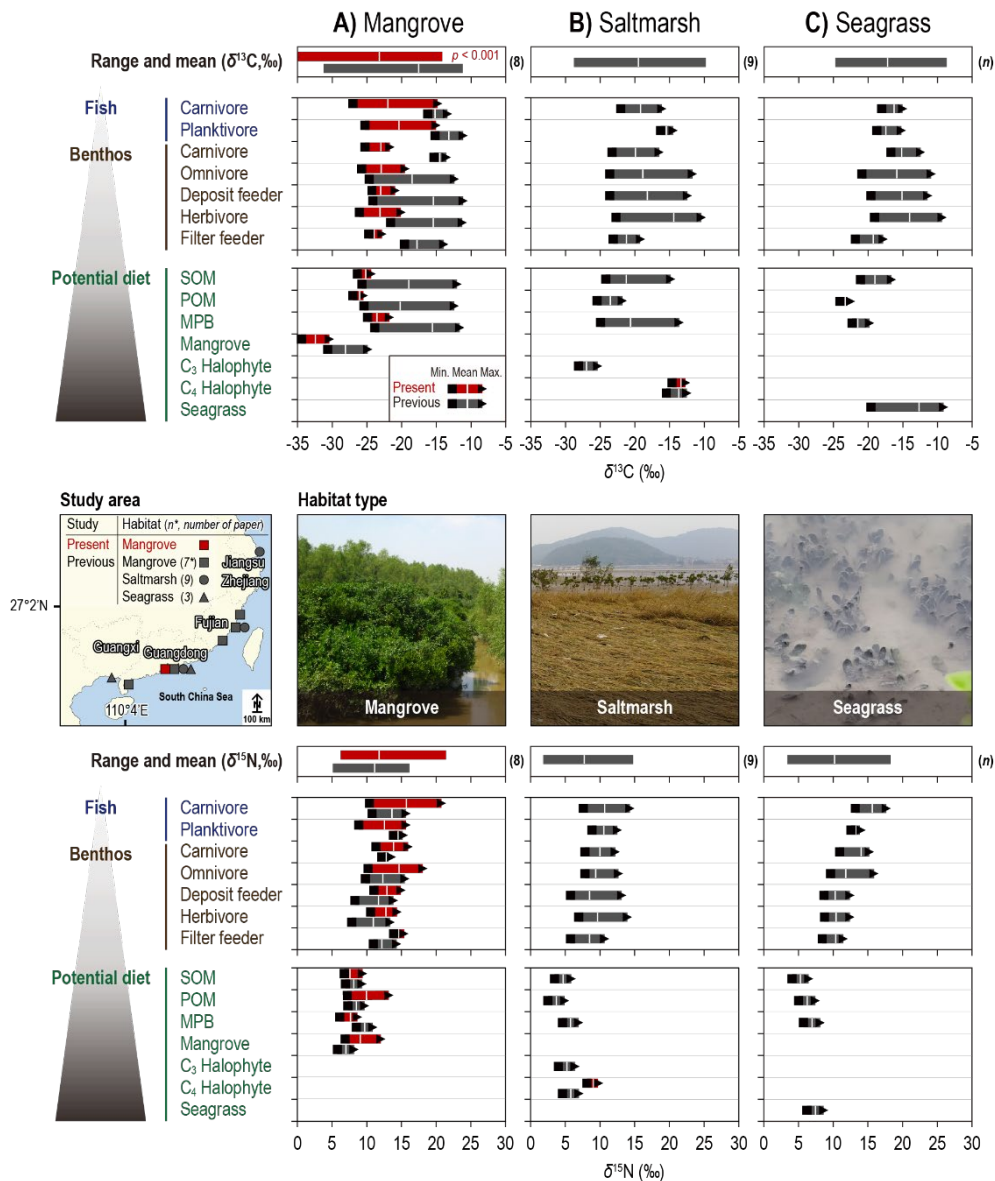 A) Mangrove
B) Saltmarsh
C) Seagrass
Range and mean (δ¹³C,‰)
p < 0.001
(8)
(9)
(n)
Fish
Carnivore
Planktivore
Benthos
Carnivore
Omnivore
Deposit feeder
Herbivore
Filter feeder
Potential diet
SOM
POM
MPB
Mangrove
C₃ Halophyte
C₄ Halophyte
Seagrass
Min. Mean Max.
Present
Previous
-35 -30 -25 -20 -15 -10 -5
-35 -30 -25 -20 -15 -10 -5
-35 -30 -25 -20 -15 -10 -5
δ¹³C (‰)
Study area
Habitat type
Study Habitat (n*, number of paper)
Present Mangrove
Previous Mangrove (7*)
Saltmarsh (9)
Seagrass (3)
Jiangsu
Zhejiang
27°2'N
Fujian
Guangxi
Guangdong
South China Sea
110°4'E
N
100 km
Mangrove
Saltmarsh
Seagrass
Range and mean (δ¹⁵N,‰)
(8)
(9)
(n)
Fish
Carnivore
Planktivore
Benthos
Carnivore
Omnivore
Deposit feeder
Herbivore
Filter feeder
Potential diet
SOM
POM
MPB
Mangrove
C₃ Halophyte
C₄ Halophyte
Seagrass
0 5 10 15 20 25 30
0 5 10 15 20 25 30
0 5 10 15 20 25 30
δ¹⁵N (‰)